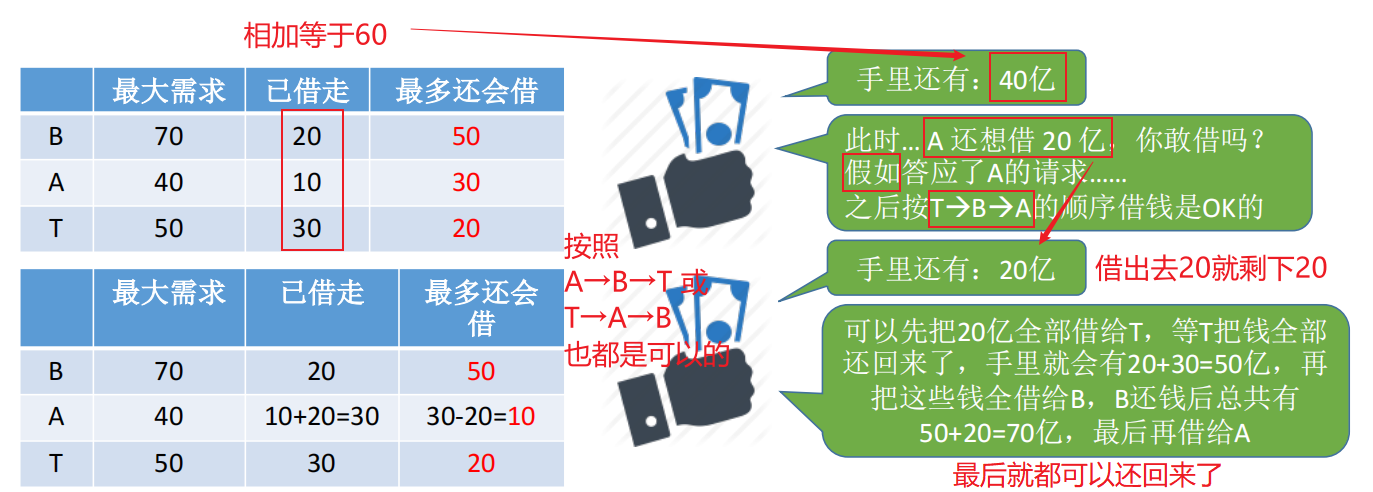 相加等于60
最大需求 已借走 最多还会借
B 70 20 50
A 40 10 30
T 50 30 20
手里还有：40亿
此时… A 还想借 20 亿，你敢借吗？
假如答应了A的请求……
之后按T→B→A的顺序借钱是OK的
按照
A→B→T 或
T→A→B
也都是可以的
最大需求 已借走 最多还会
借
B 70 20 50
A 40 10+20=30 30-20=10
T 50 30 20
手里还有：20亿
借出去20就剩下20
可以先把20亿全部借给T，等T把钱全部
还回来了，手里就会有20+30=50亿，再
把这些钱全借给B，B还钱后总共有
50+20=70亿，最后再借给A
最后就都可以还回来了